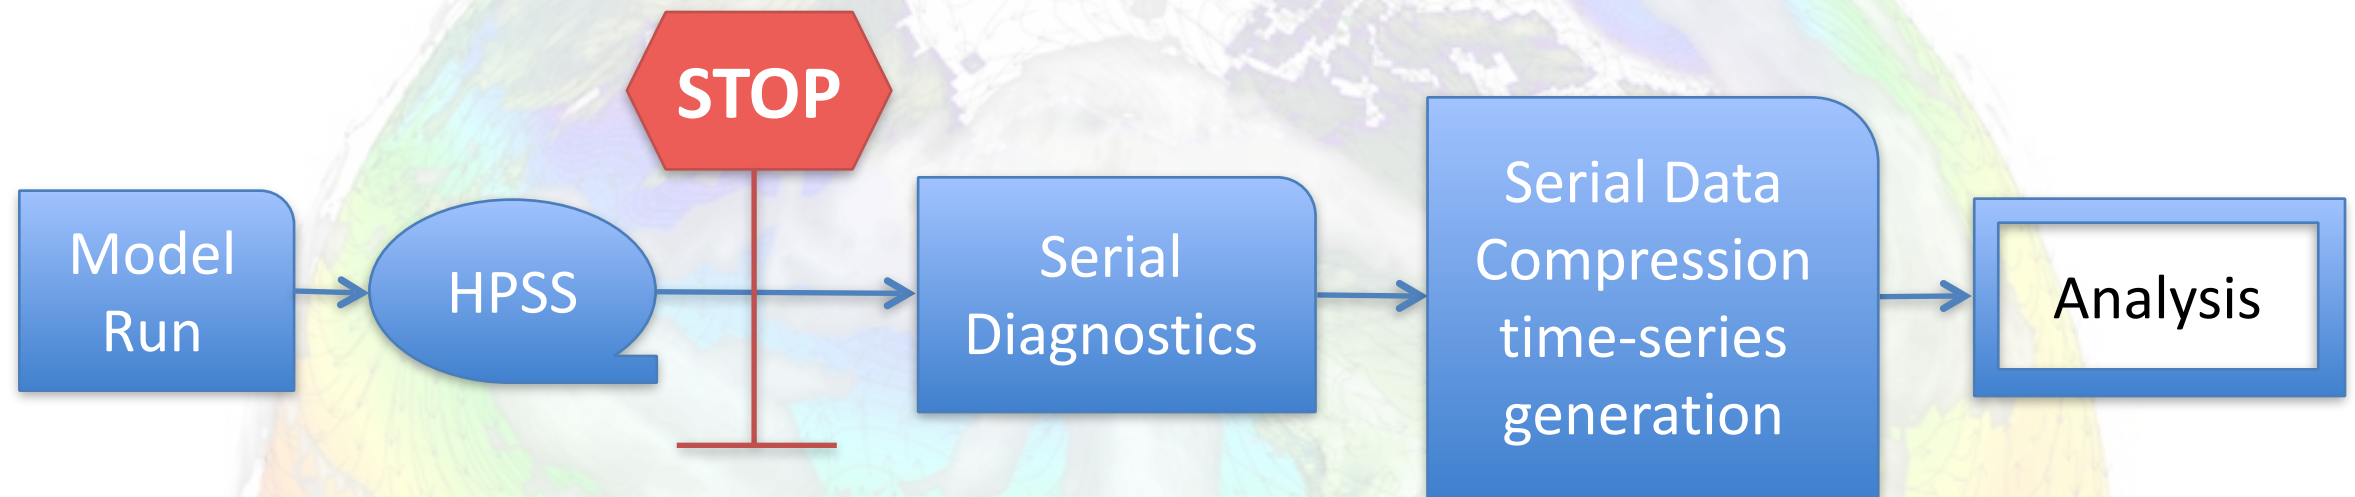 STOP
Model
Run
HPSS
Serial
Diagnostics
Serial Data
Compression
time-series
generation
Analysis